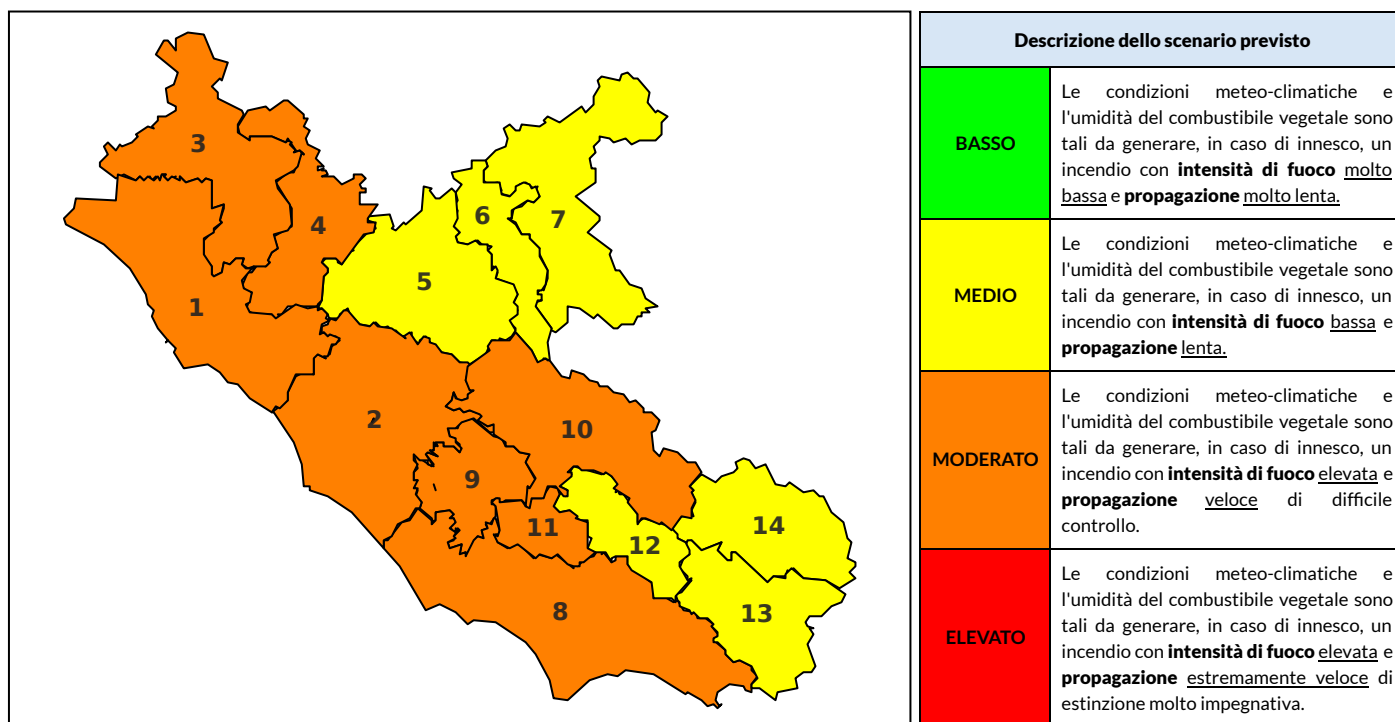 3
4
6
7
5
1
2
10
9
11
12
14
8
13
Descrizione dello scenario previsto
BASSO
Le condizioni meteo-climatiche e
l'umidità del combustibile vegetale sono
tali da generare, in caso di innesco, un
incendio con intensità di fuoco molto
bassa e propagazione molto lenta.
MEDIO
Le condizioni meteo-climatiche e
l'umidità del combustibile vegetale sono
tali da generare, in caso di innesco, un
incendio con intensità di fuoco bassa e
propagazione lenta.
MODERATO
Le condizioni meteo-climatiche e
l'umidità del combustibile vegetale sono
tali da generare, in caso di innesco, un
incendio con intensità di fuoco elevata e
propagazione veloce di difficile
controllo.
ELEVATO
Le condizioni meteo-climatiche e
l'umidità del combustibile vegetale sono
tali da generare, in caso di innesco, un
incendio con intensità di fuoco elevata e
propagazione estremamente veloce di
estinzione molto impegnativa.